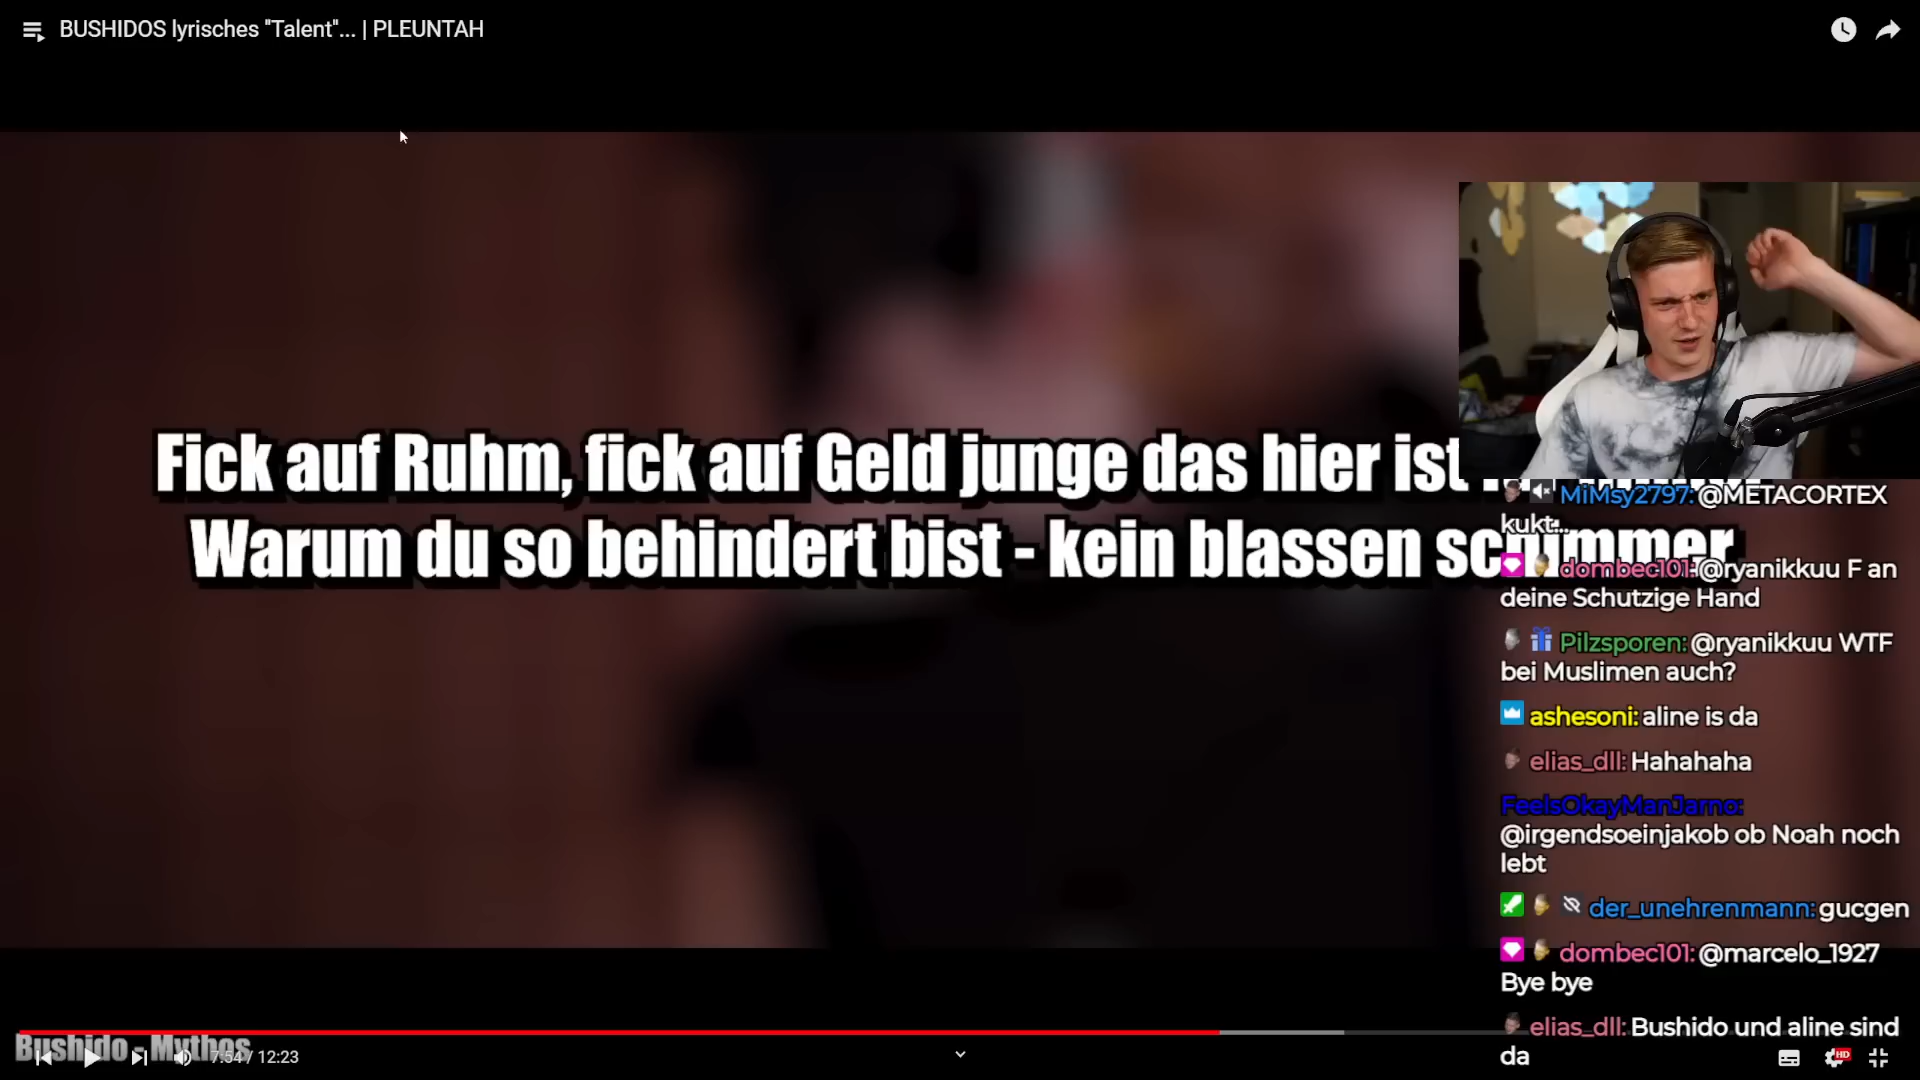 BUSHIDOS lyrisches "Talent"... | PLEUNTAH
Fick auf Ruhm, fick auf Geld junge das hier ist
Warum du so behindert bist - kein blassen schimmer
MiMsy2797: @METACORTEX
kukt...
dombec101: @ryanikkuu F an
deine Schutzige Hand
Pilzsporen: @ryanikkuu WTF
bei Muslimen auch?
ashesoni: aline is da
elias_dll: Hahahaha
FeelsOkayManJarno:
@irgendsoeinjakob ob Noah noch
lebt
der_unehrenmann: gucgen
dombec101: @marcelo_1927
Bye bye
elias_dll: Bushido und aline sind
da
Bushido - Mythos
7:54 / 12:23
HD